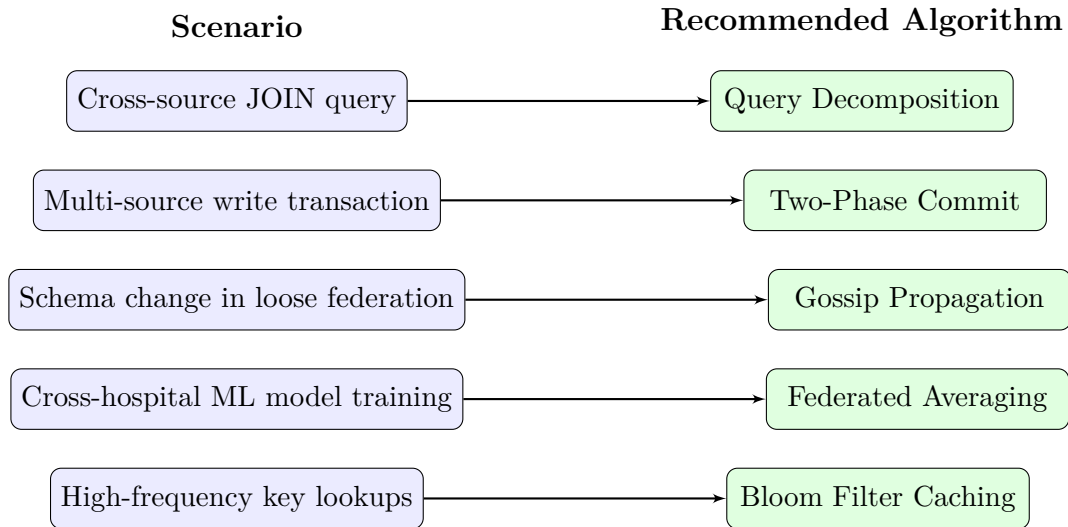 Scenario
Recommended Algorithm
Cross-source JOIN query
Query Decomposition
Multi-source write transaction
Two-Phase Commit
Schema change in loose federation
Gossip Propagation
Cross-hospital ML model training
Federated Averaging
High-frequency key lookups
Bloom Filter Caching